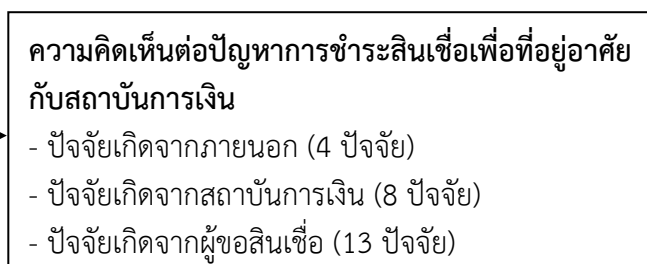 ความคิดเห็นต่อปัญหาการชำระสินเชื่อเพื่อที่อยู่อาศัย
กับสถาบันการเงิน
- ปัจจัยเกิดจากภายนอก (4 ปัจจัย)
- ปัจจัยเกิดจากสถาบันการเงิน (8 ปัจจัย)
- ปัจจัยเกิดจากผู้ขอสินเชื่อ (13 ปัจจัย)